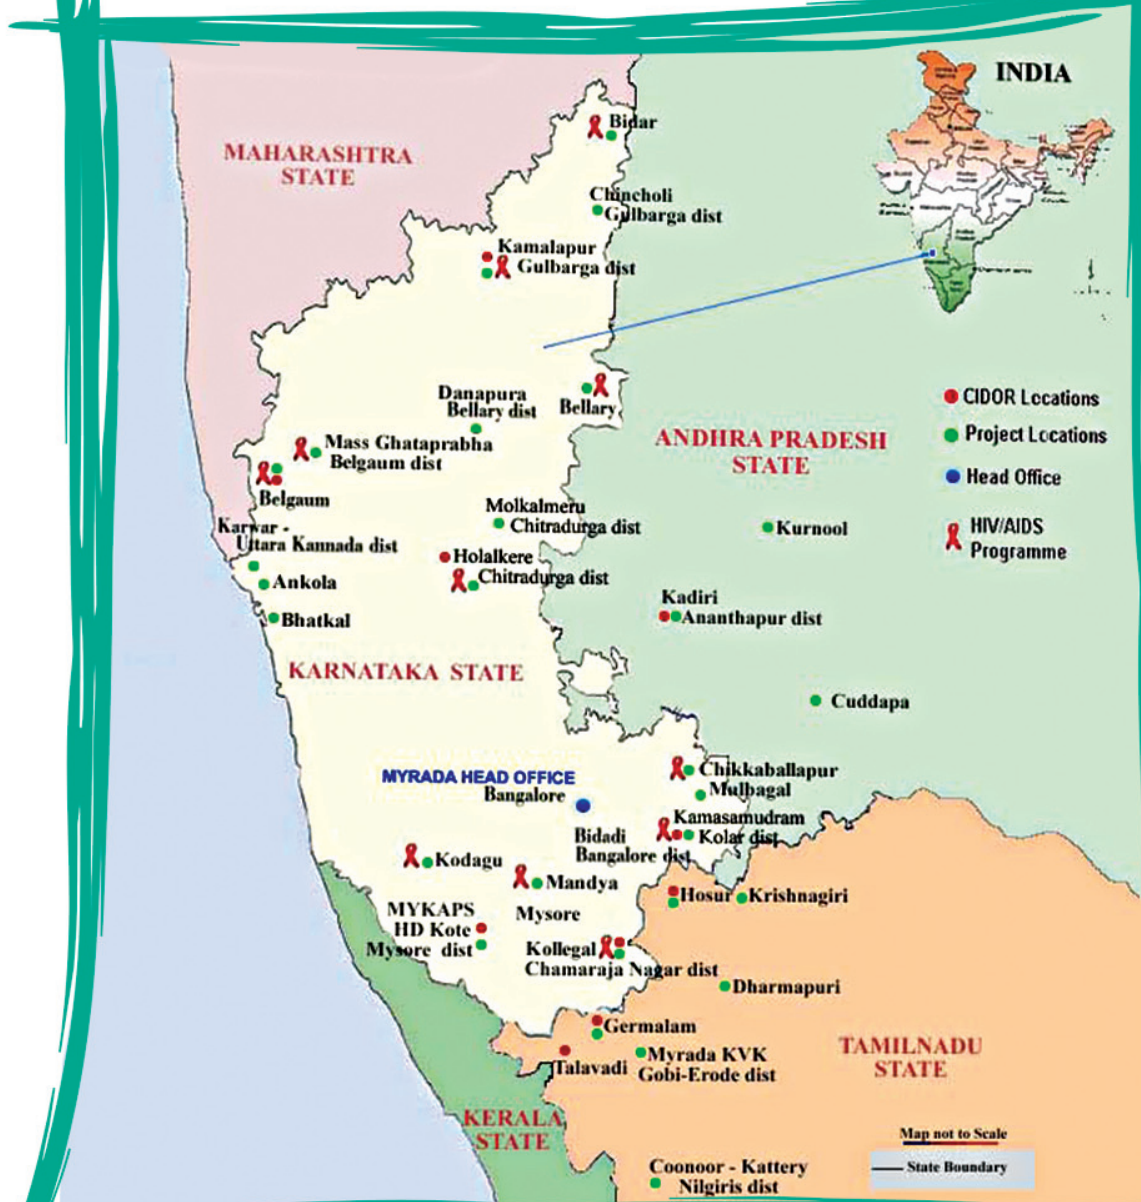 INDIA
MAHARASHTRA
STATE
Bidar
Chincholi
Gulbarga dist
Kamalapur
Gulbarga dist
Danapura
Bellary dist
Bellary
Mass Ghataprabha
Belgaum dist
Belgaum
ANDHRA PRADESH
STATE
CIDOR Locations
Project Locations
Head Office
HIV/AIDS
Programme
Molkalmeru
Chitradurga dist
Kurnool
Karwar -
Uttara Kannada dist
Holalkere
Chitradurga dist
Ankola
Bhatkal
Kadiri
Ananthapur dist
KARNATAKA STATE
Cuddapa
MYRADA HEAD OFFICE
Bangalore
Chikkaballapur
Mulbagal
Kamasamudram
Kolar dist
Bidadi
Bangalore dist
Kodagu
Mandya
Hosur
Krishnagiri
MYKAPS
HD Kote
Mysore dist
Mysore
Kollegal
Chamaraja Nagar dist
Dharmapuri
Germalam
Talavadi
Myrada KVK
Gobi-Erode dist
TAMILNADU
STATE
KERALA
STATE
Map not to Scale
State Boundary
Coonoor - Kattery
Nilgiris dist